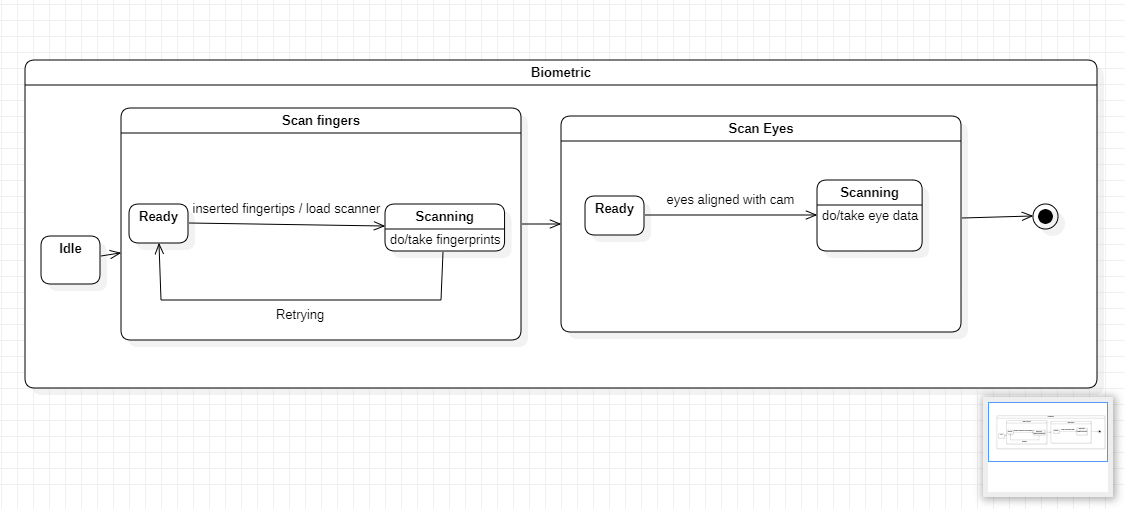 Biometric
Scan fingers
Scan Eyes
Ready
inserted fingertips / load scanner
Scanning
do/take fingerprints
Idle
Retrying
Ready
eyes aligned with cam
Scanning
do/take eye data